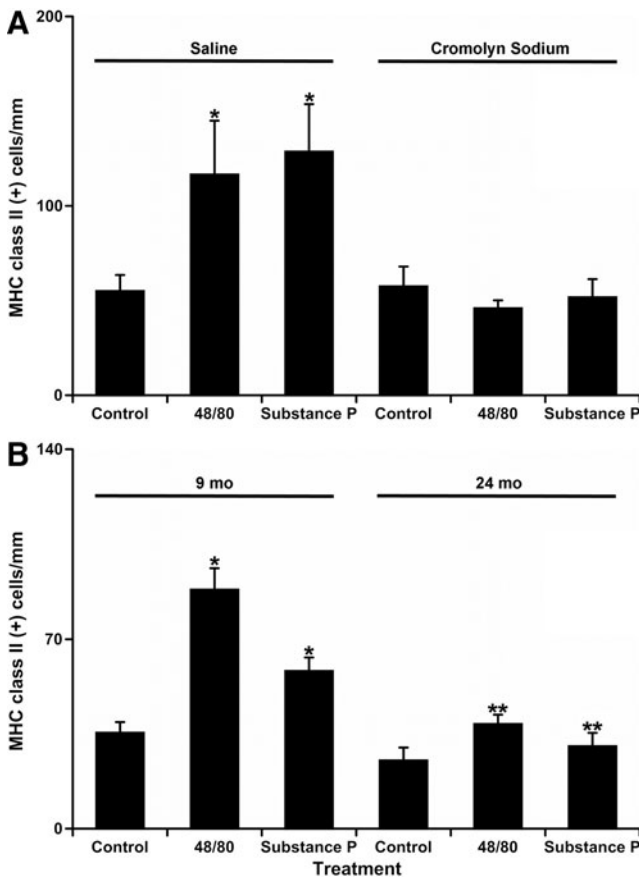 A
200
Saline
Cromolyn Sodium
*
*
MHC class II (+) cells/mm
100
0
Control 48/80 Substance P Control 48/80 Substance P
B
140
9 mo
24 mo
*
*
MHC class II (+) cells/mm
70
**
**
0
Control 48/80 Substance P Control 48/80 Substance P
Treatment